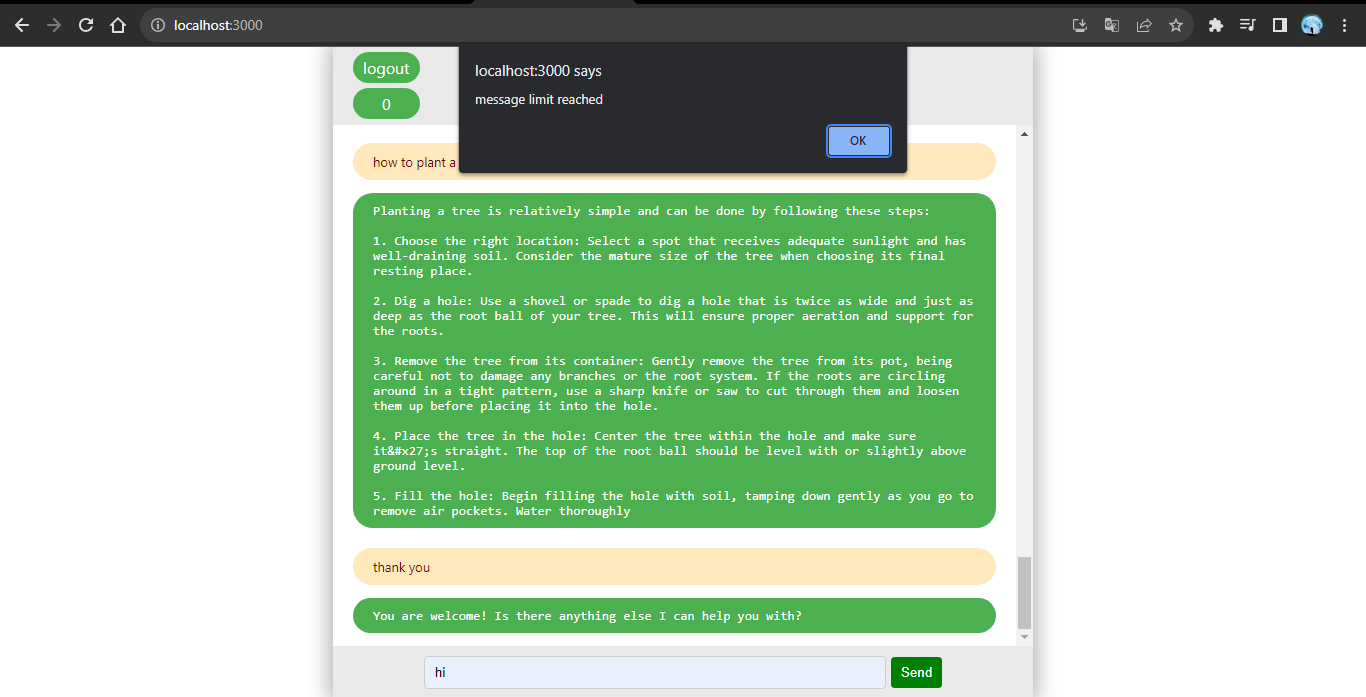 localhost:3000
logout
0
localhost:3000 says
message limit reached
OK
how to plant a
Planting a tree is relatively simple and can be done by following these steps:
1. Choose the right location: Select a spot that receives adequate sunlight and has
well-draining soil. Consider the mature size of the tree when choosing its final
resting place.
2. Dig a hole: Use a shovel or spade to dig a hole that is twice as wide and just as
deep as the root ball of your tree. This will ensure proper aeration and support for
the roots.
3. Remove the tree from its container: Gently remove the tree from its pot, being
careful not to damage any branches or the root system. If the roots are circling
around in a tight pattern, use a sharp knife or saw to cut through them and loosen
them up before placing it into the hole.
4. Place the tree in the hole: Center the tree within the hole and make sure
it&#x27;s straight. The top of the root ball should be level with or slightly above
ground level.
5. Fill the hole: Begin filling the hole with soil, tamping down gently as you go to
remove air pockets. Water thoroughly
thank you
You are welcome! Is there anything else I can help you with?
hi
Send